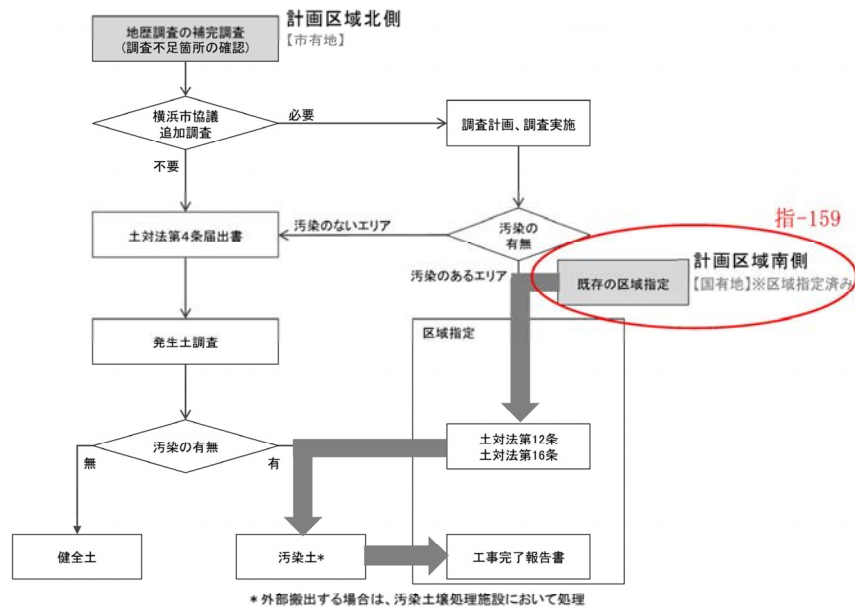 地歴調査の補完調査
(調査不足箇所の確認)
計画区域北側
【市有地】
横浜市協議
追加調査
必要
不要
調査計画、調査実施
土対法第4条届出書
汚染のないエリア
汚染の
有無
指-159
汚染のあるエリア
既存の区域指定
計画区域南側
【国有地】※区域指定済み
発生土調査
区域指定
汚染の有無
無
有
土対法第12条
土対法第16条
健全土
汚染土*
工事完了報告書
* 外部搬出する場合は、汚染土壌処理施設において処理